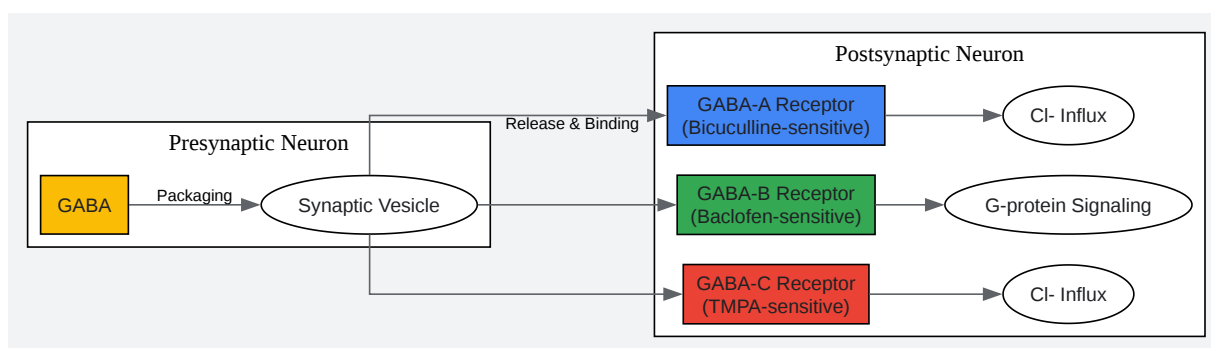 Presynaptic Neuron
GABA
Packaging
Synaptic Vesicle
Release & Binding
Postsynaptic Neuron
GABA-A Receptor
(Bicuculline-sensitive)
Cl- Influx
GABA-B Receptor
(Baclofen-sensitive)
G-protein Signaling
GABA-C Receptor
(TMPA-sensitive)
Cl- Influx